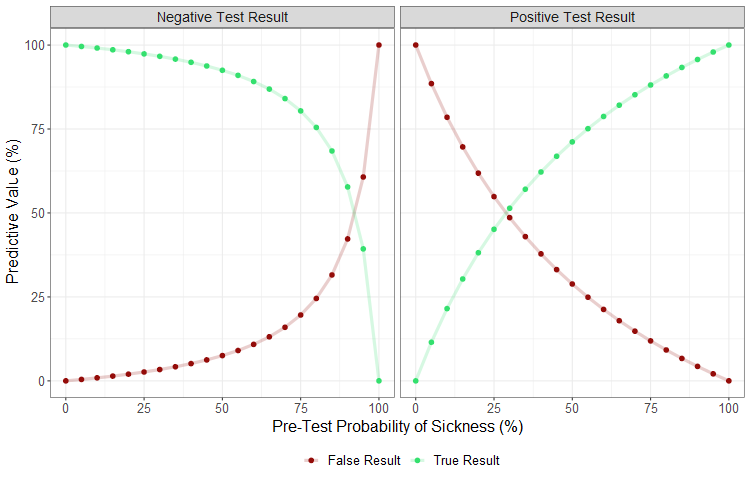 Negative Test Result
Positive Test Result
Predictive Value (%)
100
75
50
25
0
0 25 50 75 100
0 25 50 75 100
Pre-Test Probability of Sickness (%)
False Result True Result